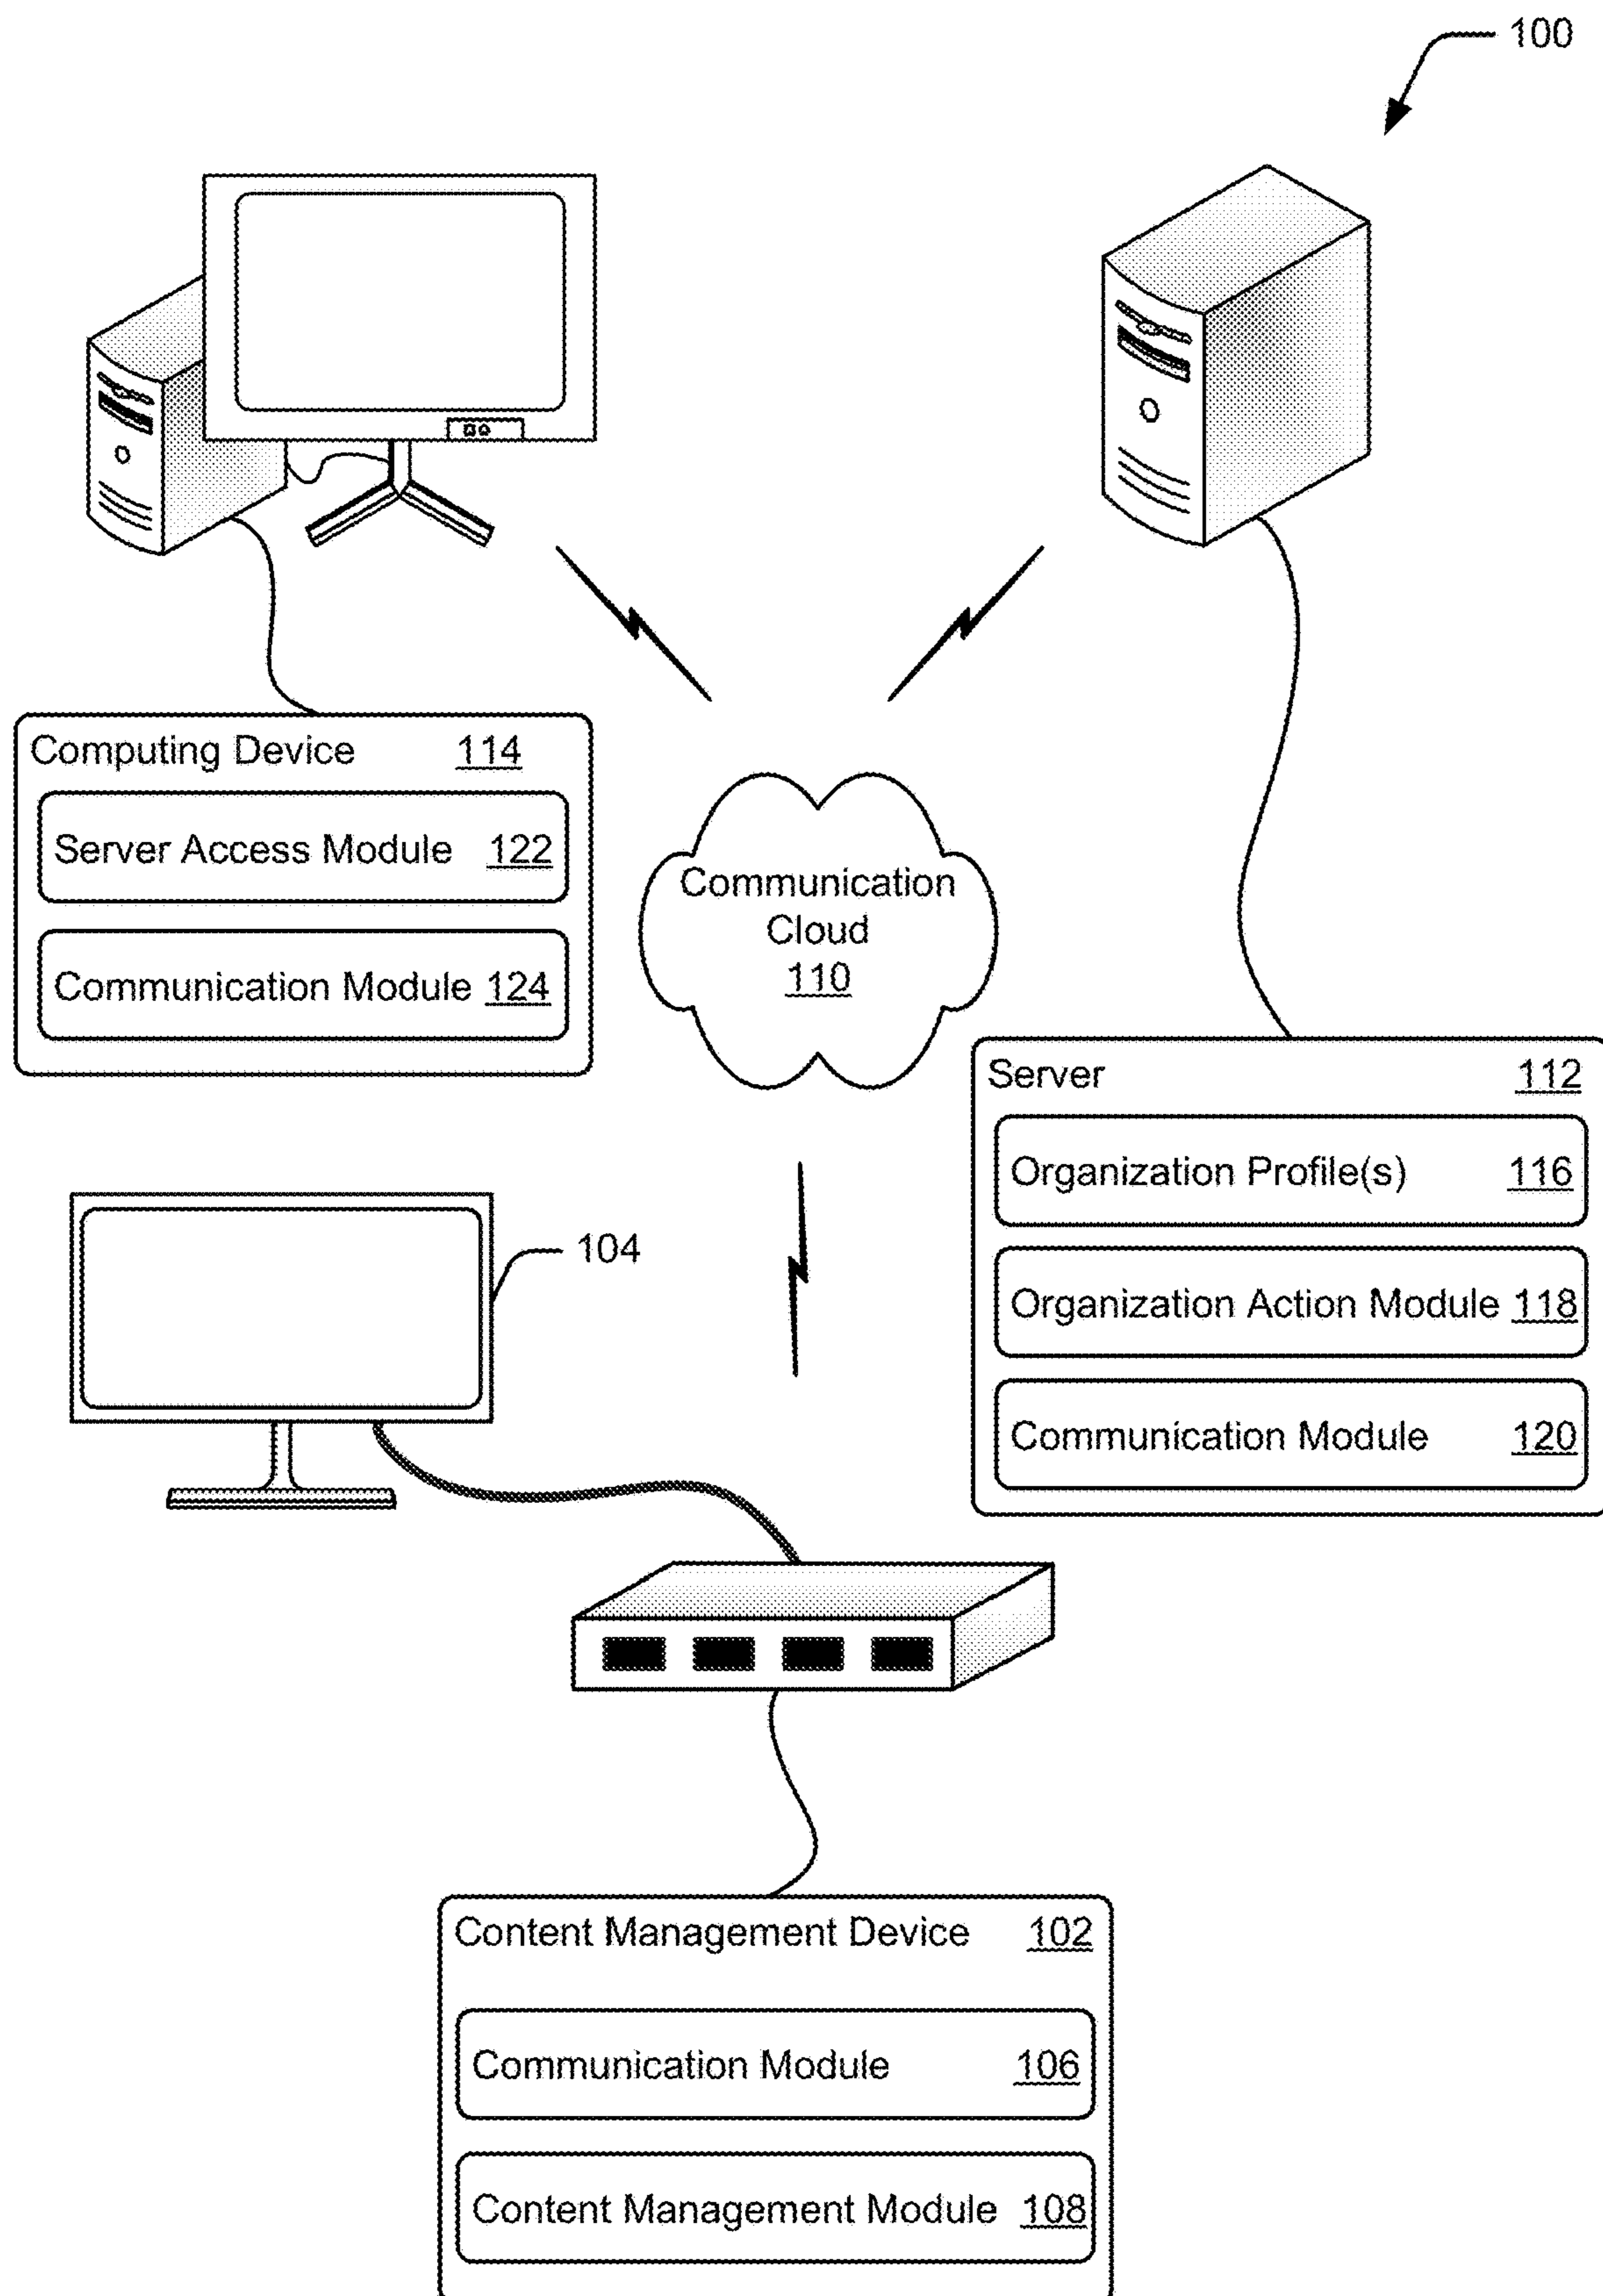 100
Computing Device 114
Server Access Module 122
Communication Module 124
Communication
Cloud
110
Server 112
Organization Profile(s) 116
Organization Action Module 118
Communication Module 120
104
Content Management Device 102
Communication Module 106
Content Management Module 108